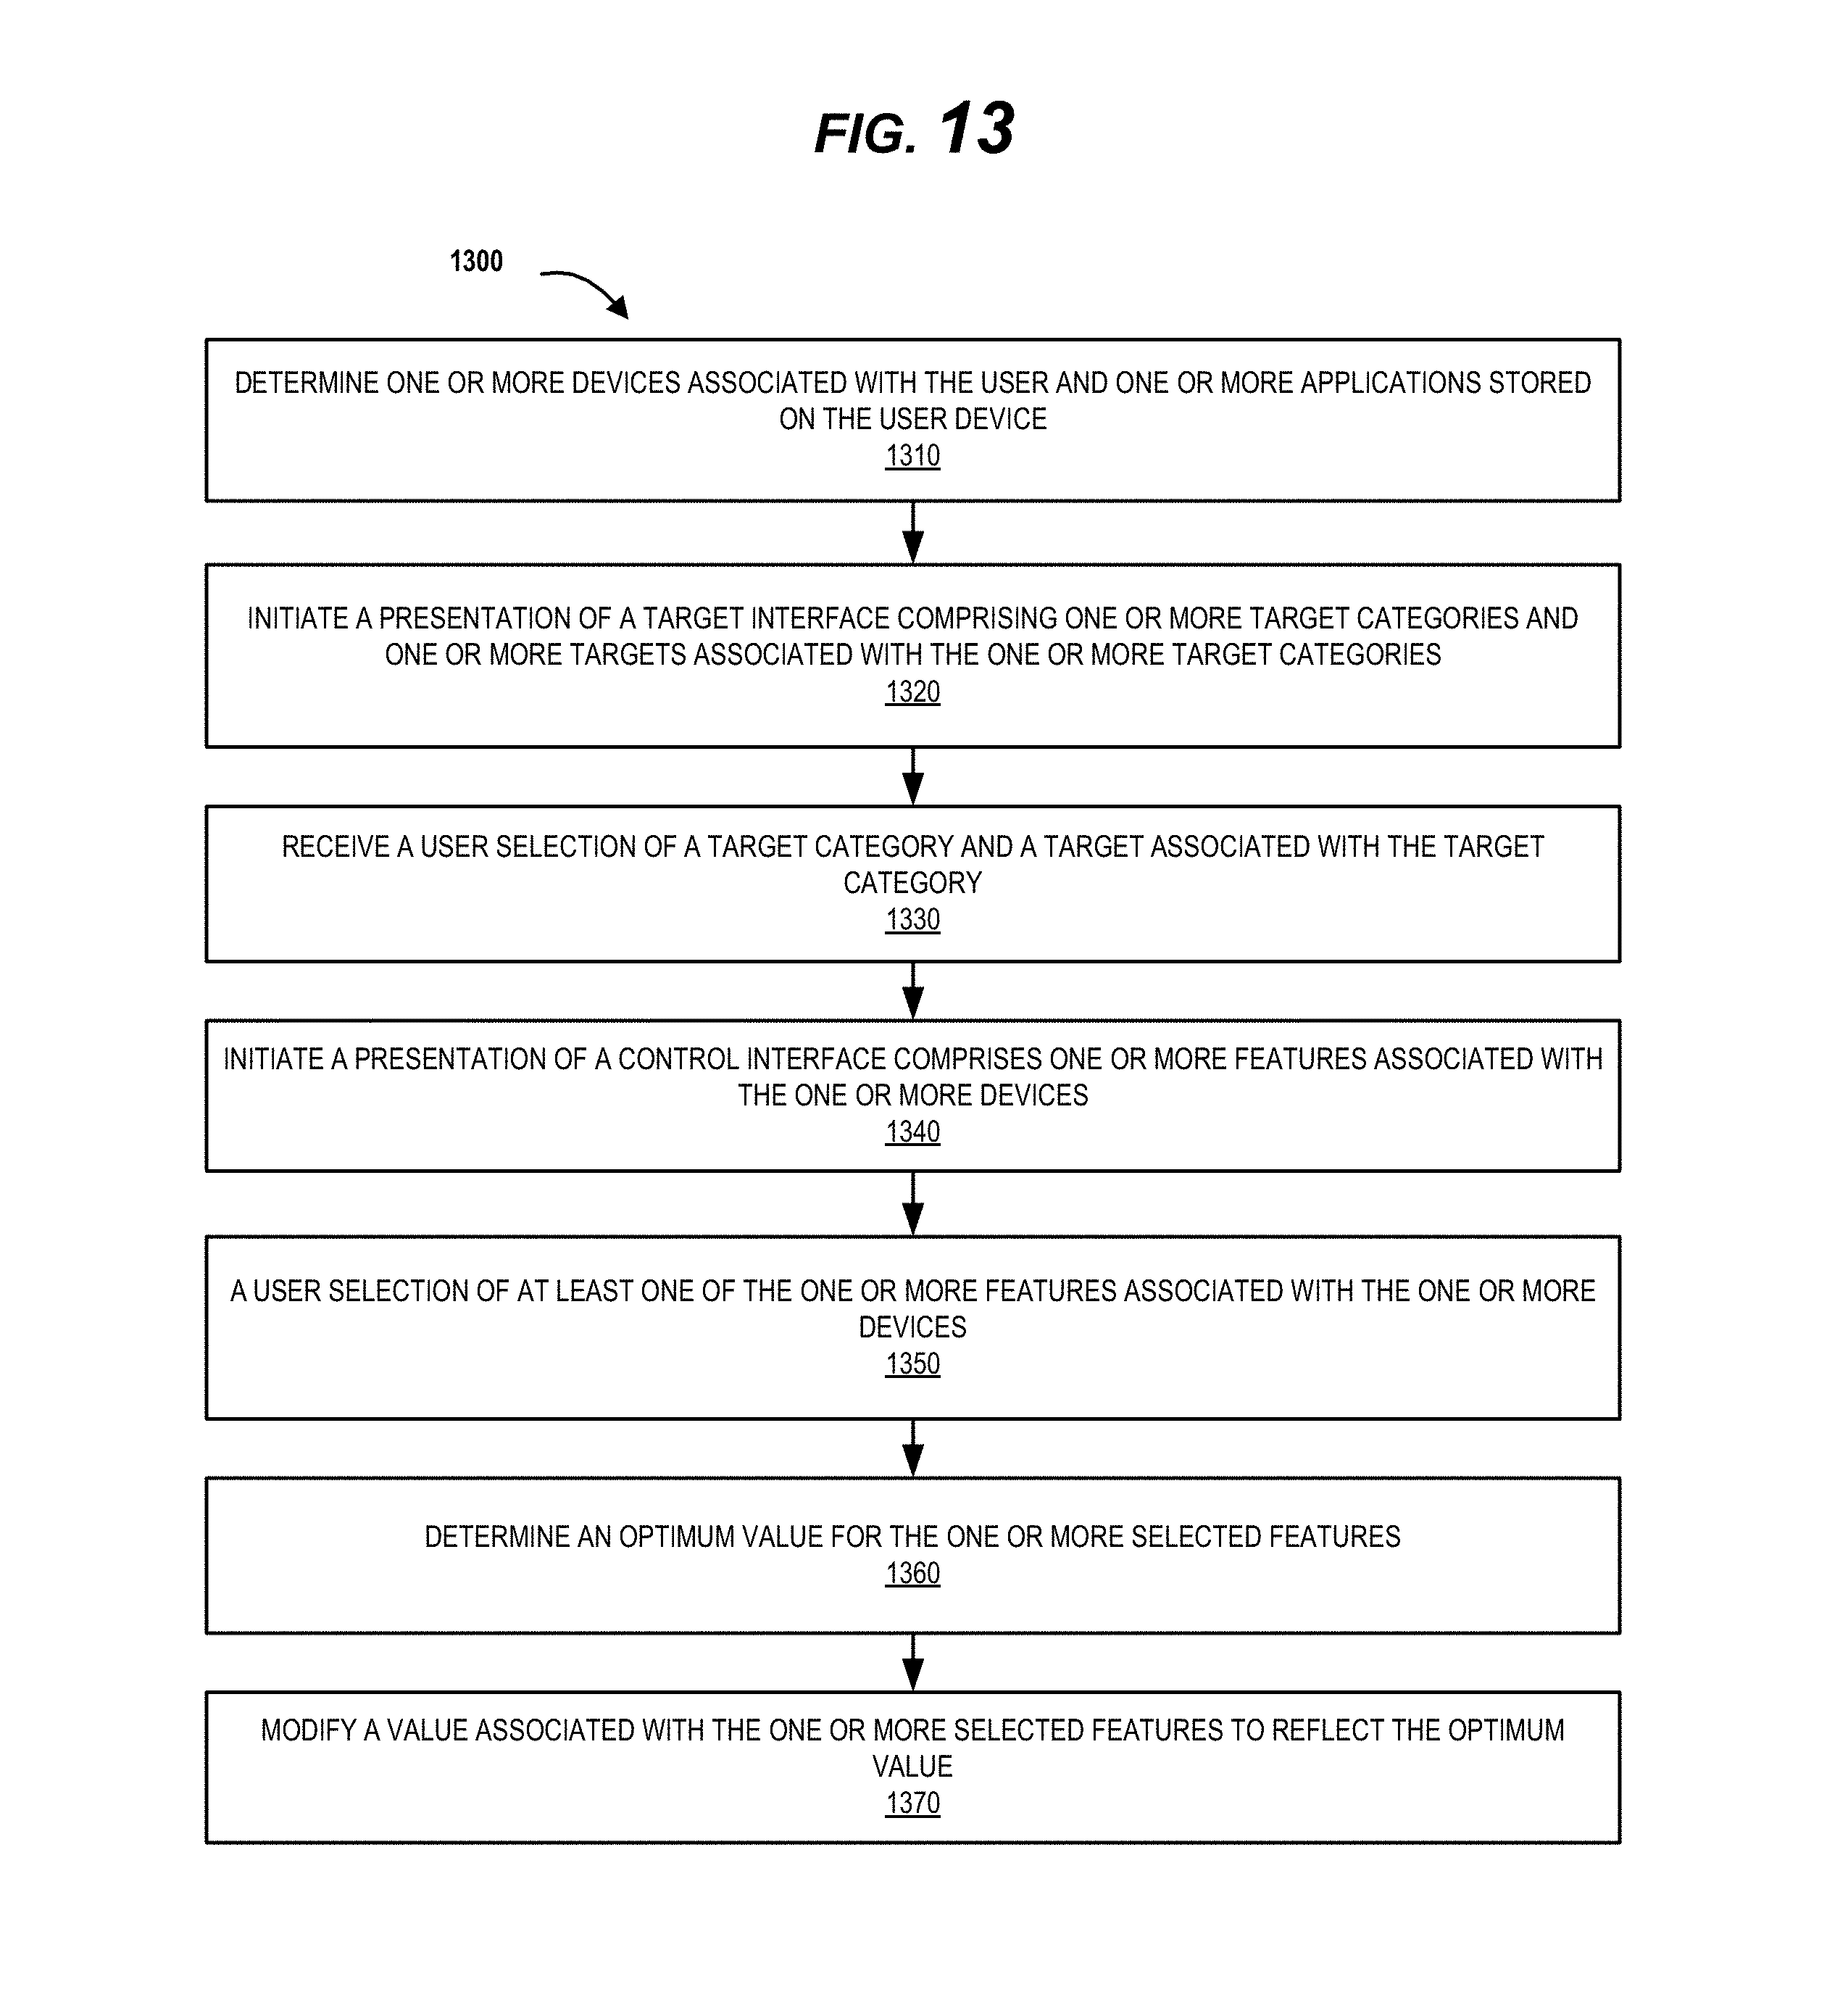 FIG. 13
1300
DETERMINE ONE OR MORE DEVICES ASSOCIATED WITH THE USER AND ONE OR MORE APPLICATIONS STORED
ON THE USER DEVICE
1310
INITIATE A PRESENTATION OF A TARGET INTERFACE COMPRISING ONE OR MORE TARGET CATEGORIES AND
ONE OR MORE TARGETS ASSOCIATED WITH THE ONE OR MORE TARGET CATEGORIES
1320
RECEIVE A USER SELECTION OF A TARGET CATEGORY AND A TARGET ASSOCIATED WITH THE TARGET
CATEGORY
1330
INITIATE A PRESENTATION OF A CONTROL INTERFACE COMPRISES ONE OR MORE FEATURES ASSOCIATED WITH
THE ONE OR MORE DEVICES
1340
A USER SELECTION OF AT LEAST ONE OF THE ONE OR MORE FEATURES ASSOCIATED WITH THE ONE OR MORE
DEVICES
1350
DETERMINE AN OPTIMUM VALUE FOR THE ONE OR MORE SELECTED FEATURES
1360
MODIFY A VALUE ASSOCIATED WITH THE ONE OR MORE SELECTED FEATURES TO REFLECT THE OPTIMUM
VALUE
1370